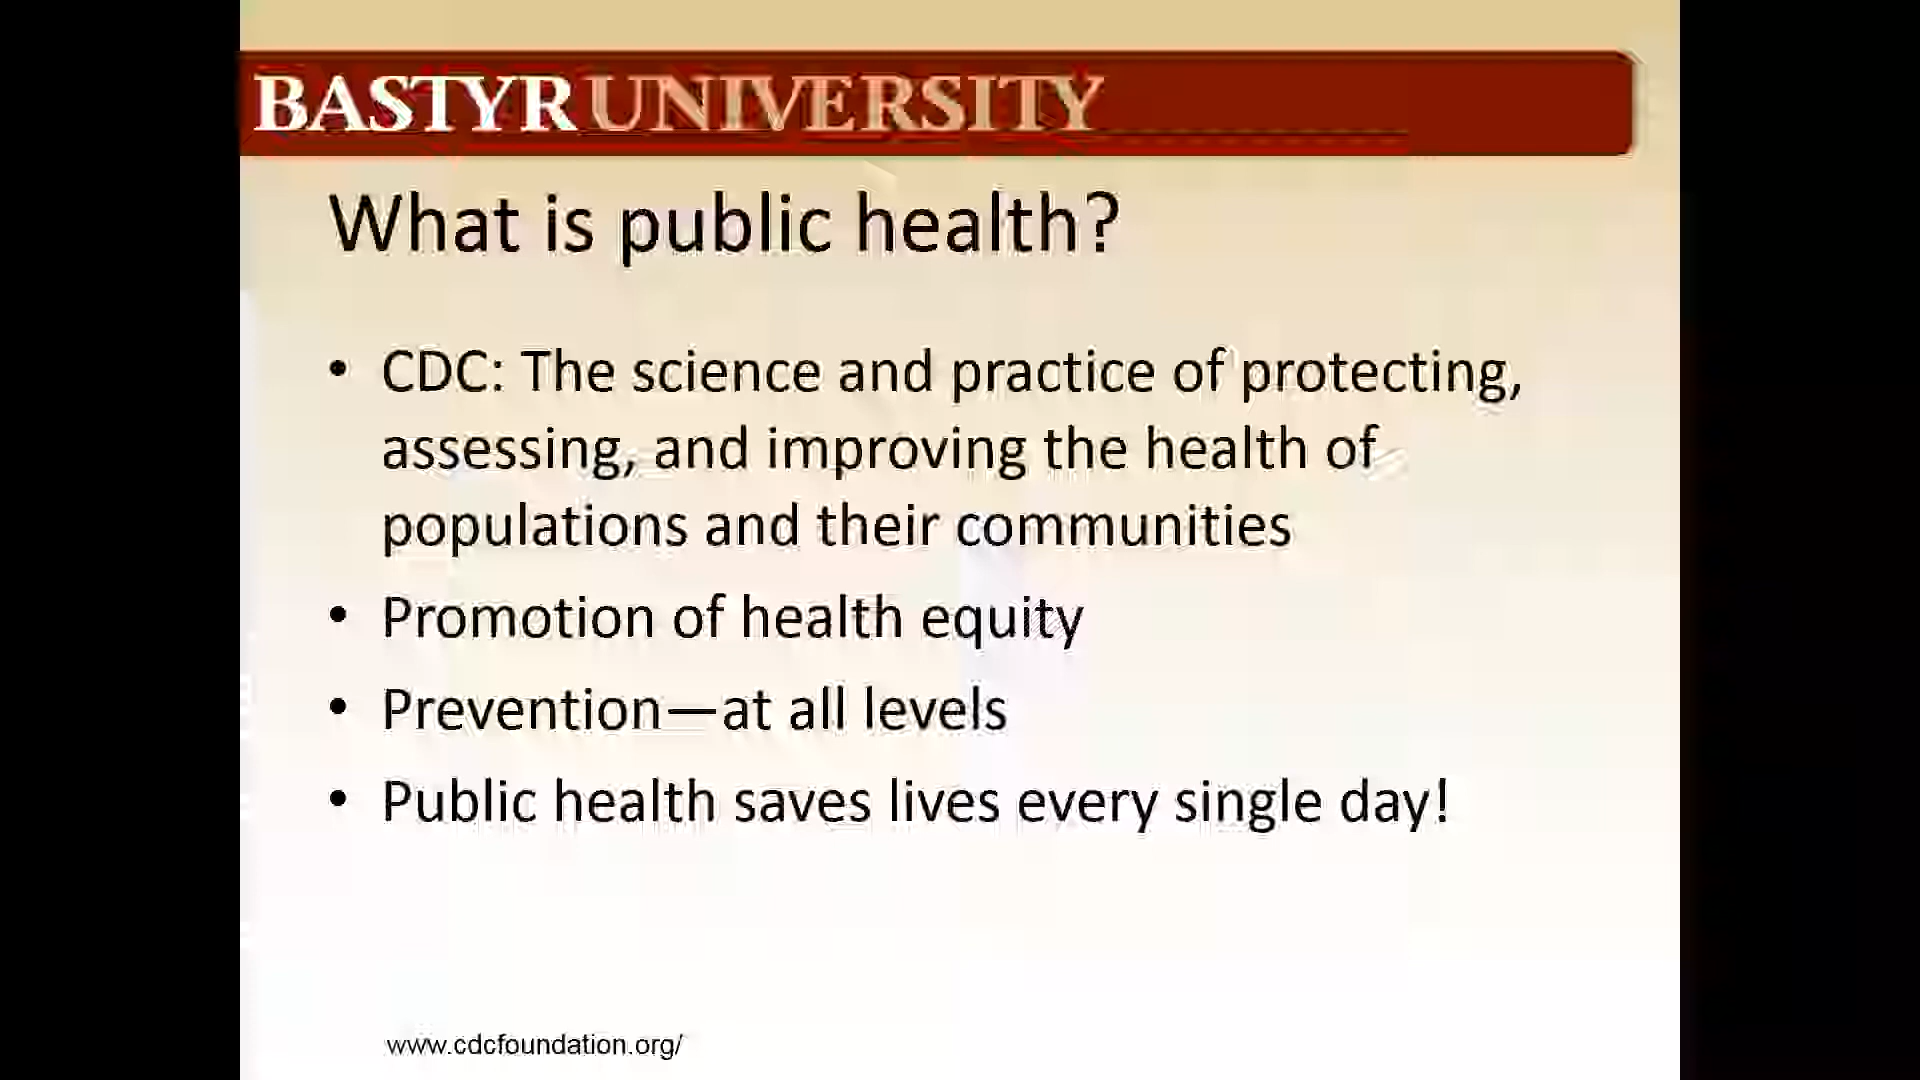 BASTYR UNIVERSITY
What is public health?
• CDC: The science and practice of protecting,
assessing, and improving the health of
populations and their communities
• Promotion of health equity
• Prevention—at all levels
• Public health saves lives every single day!
www.cdcfoundation.org/